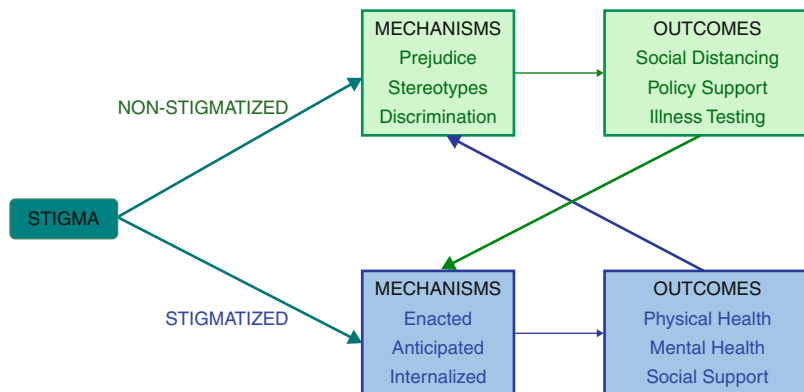 MECHANISMS
Prejudice
Stereotypes
Discrimination
OUTCOMES
Social Distancing
Policy Support
Illness Testing
NON-STIGMATIZED
STIGMA
STIGMATIZED
MECHANISMS
Enacted
Anticipated
Internalized
OUTCOMES
Physical Health
Mental Health
Social Support